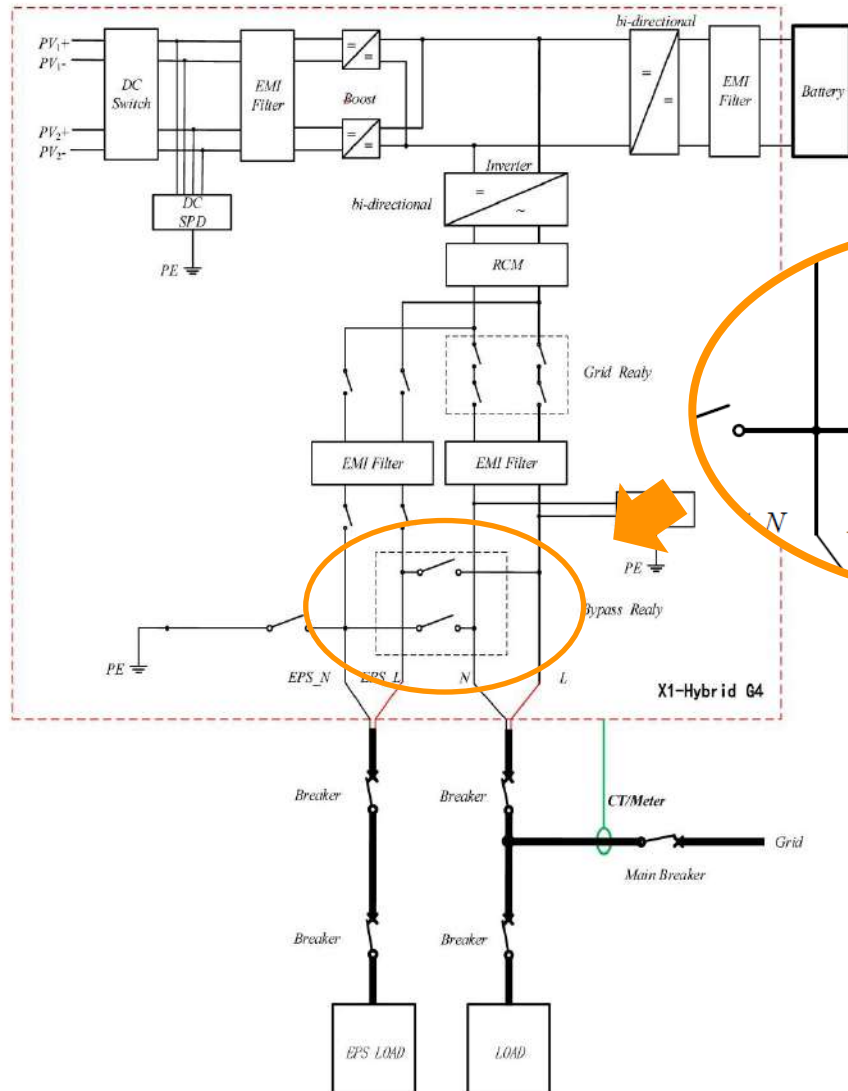 bi-directional
PV1+
PV1-
DC
Switch
EMI
Filter
Boost
PV2+
PV2-
= =
= =
= =
EMI
Filter
Battery
DC
SPD
PE
Inverter
bi-directional
= ~
RCM
Grid Realy
EMI Filter
EMI Filter
N
PE
Bypass Realy
PE
EPS_N
EPS_L
N
L
X1-Hybrid G4
Breaker
Breaker
CT/Meter
Grid
Main Breaker
Breaker
Breaker
EPS LOAD
LOAD